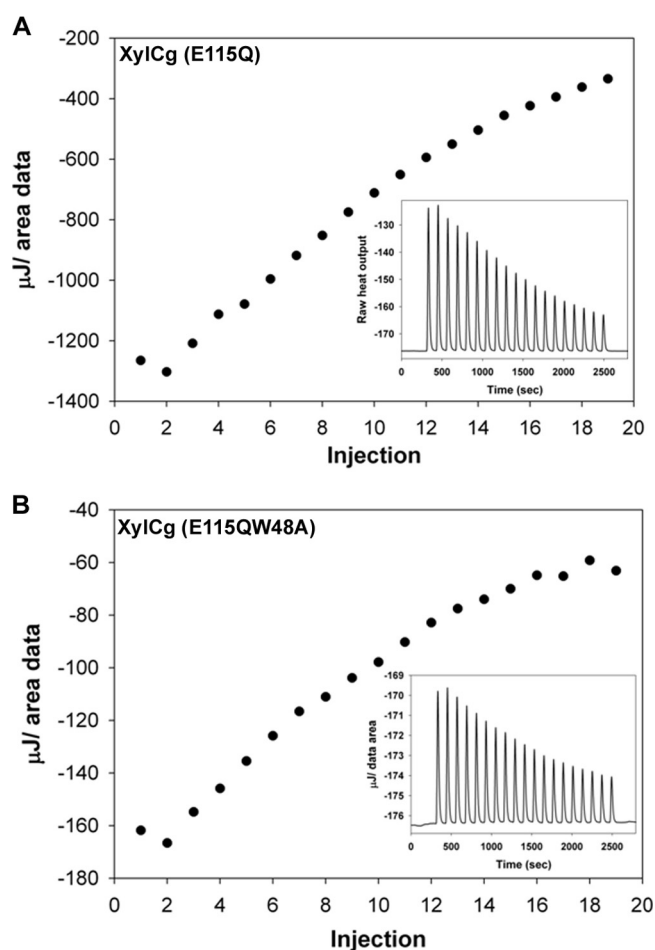 A
XylCg (E115Q)
-200
-400
-600
-800
-1000
-1200
-1400
µJ/ area data
0 2 4 6 8 10 12 14 16 18 20
Injection
-130
-140
-150
-160
-170
Raw heat output
0 500 1000 1500 2000 2500
Time (sec)
B
XylCg (E115QW48A)
-40
-60
-80
-100
-120
-140
-160
-180
µJ/ area data
0 2 4 6 8 10 12 14 16 18 20
Injection
-169
-170
-171
-172
-173
-174
-175
-176
µJ/ data area
0 500 1000 1500 2000 2500
Time (sec)